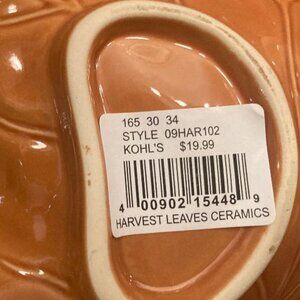 165 30 34
STYLE 09HAR102
KOHL'S $19.99
4 00902 15448 9
HARVEST LEAVES CERAMICS